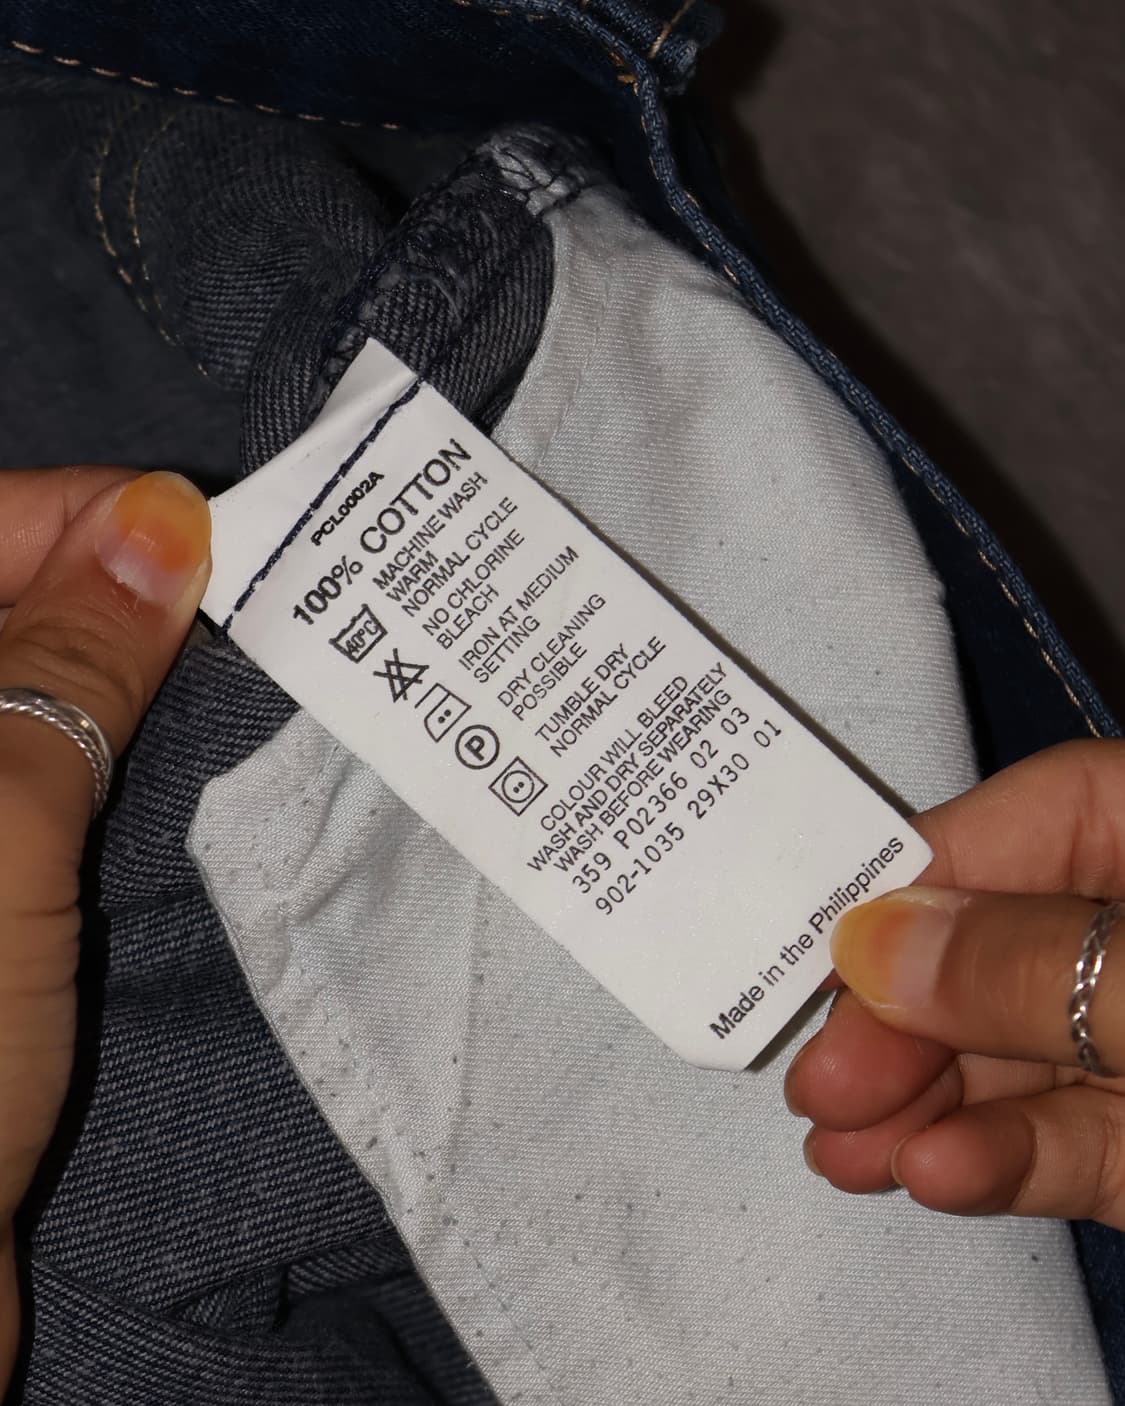 PCL0002A
100% COTTON
MACHINE WASH
WARM
NORMAL CYCLE
NO CHLORINE
BLEACH
IRON AT MEDIUM
SETTING
DRY CLEANING
POSSIBLE
TUMBLE DRY
NORMAL CYCLE
40°C
P
COLOUR WILL BLEED
WASH AND DRY SEPARATELY
WASH BEFORE WEARING
359 P02366 02 03
902-1035 29X30 01
Made in the Philippines